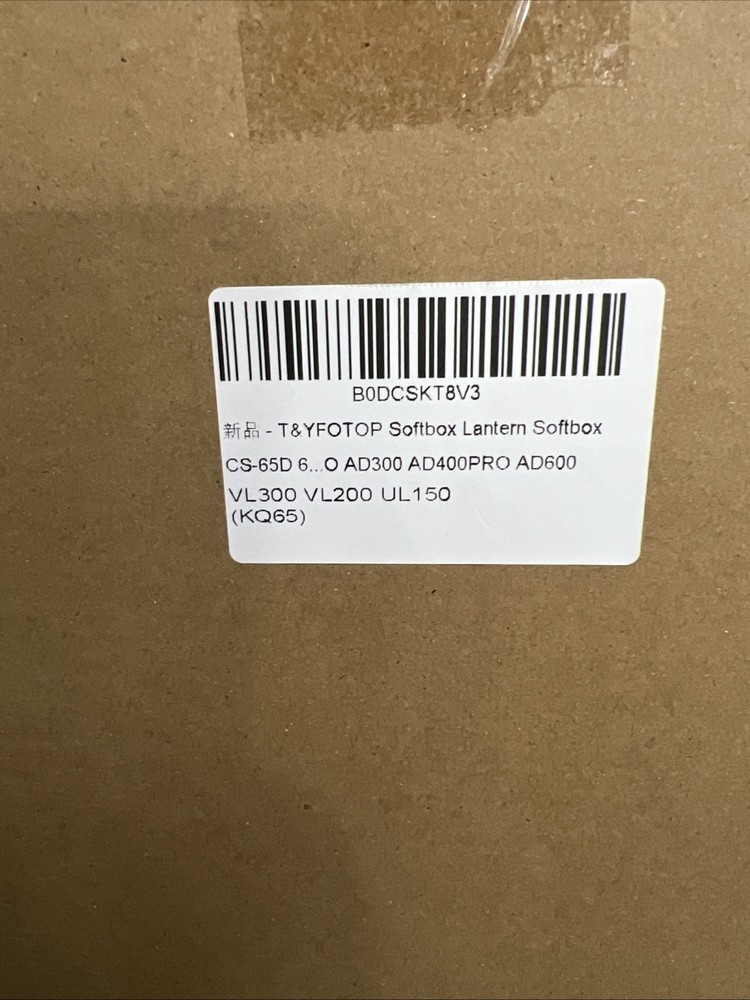 B0DCSKT8V3
新品 - T&YFOTOP Softbox Lantern Softbox
CS-65D 6...O AD300 AD400PRO AD600
VL300 VL200 UL150
(KQ65)